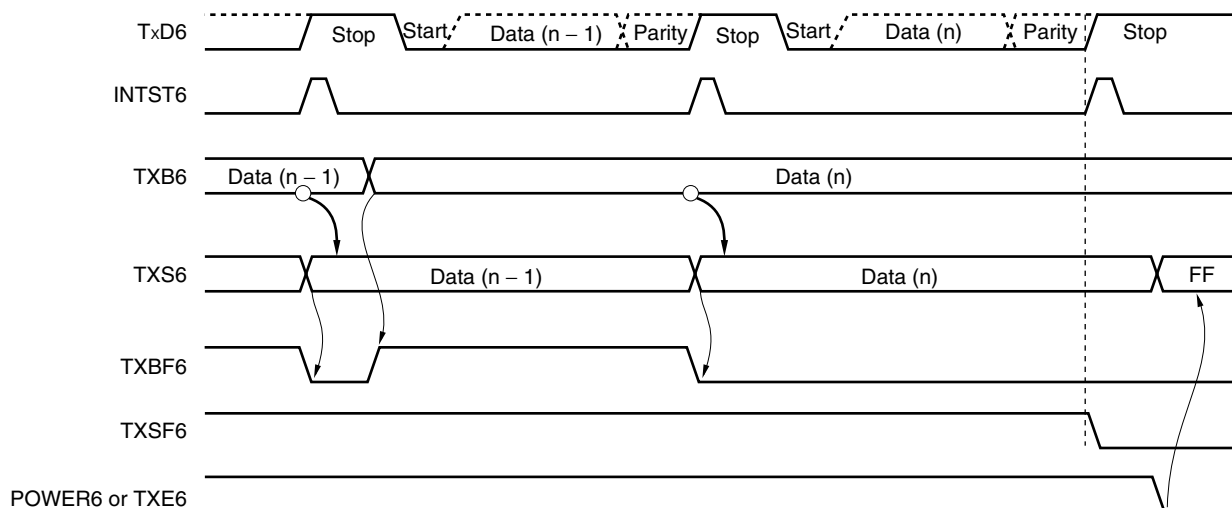 TxD6 Stop Start Data (n – 1) Parity Stop Start Data (n) Parity Stop
INTST6
TXB6 Data (n – 1) Data (n)
TXS6 Data (n – 1) Data (n) FF
TXBF6
TXSF6
POWER6 or TXE6